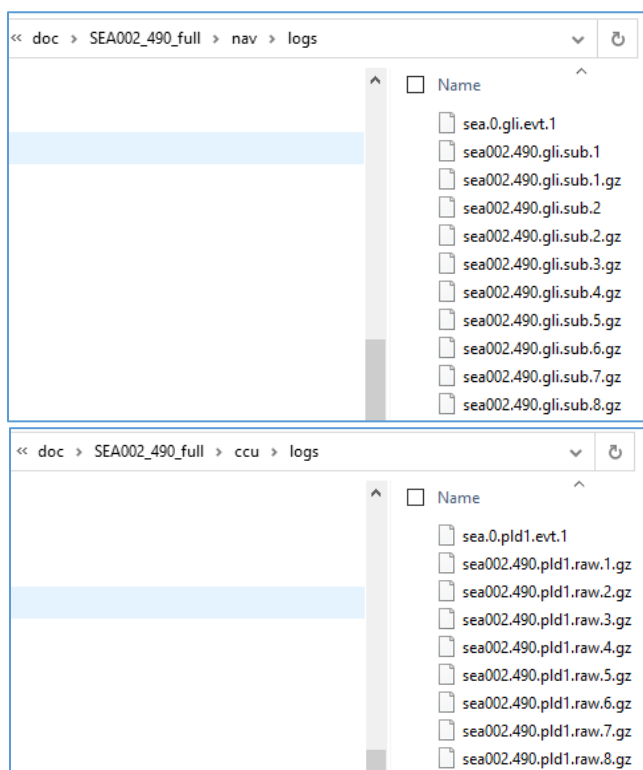 « doc > SEA002_490_full > nav > logs
Name
sea.0.gli.evt.1
sea002.490.gli.sub.1
sea002.490.gli.sub.1.gz
sea002.490.gli.sub.2
sea002.490.gli.sub.2.gz
sea002.490.gli.sub.3.gz
sea002.490.gli.sub.4.gz
sea002.490.gli.sub.5.gz
sea002.490.gli.sub.6.gz
sea002.490.gli.sub.7.gz
sea002.490.gli.sub.8.gz
« doc > SEA002_490_full > ccu > logs
Name
sea.0.pld1.evt.1
sea002.490.pld1.raw.1.gz
sea002.490.pld1.raw.2.gz
sea002.490.pld1.raw.3.gz
sea002.490.pld1.raw.4.gz
sea002.490.pld1.raw.5.gz
sea002.490.pld1.raw.6.gz
sea002.490.pld1.raw.7.gz
sea002.490.pld1.raw.8.gz